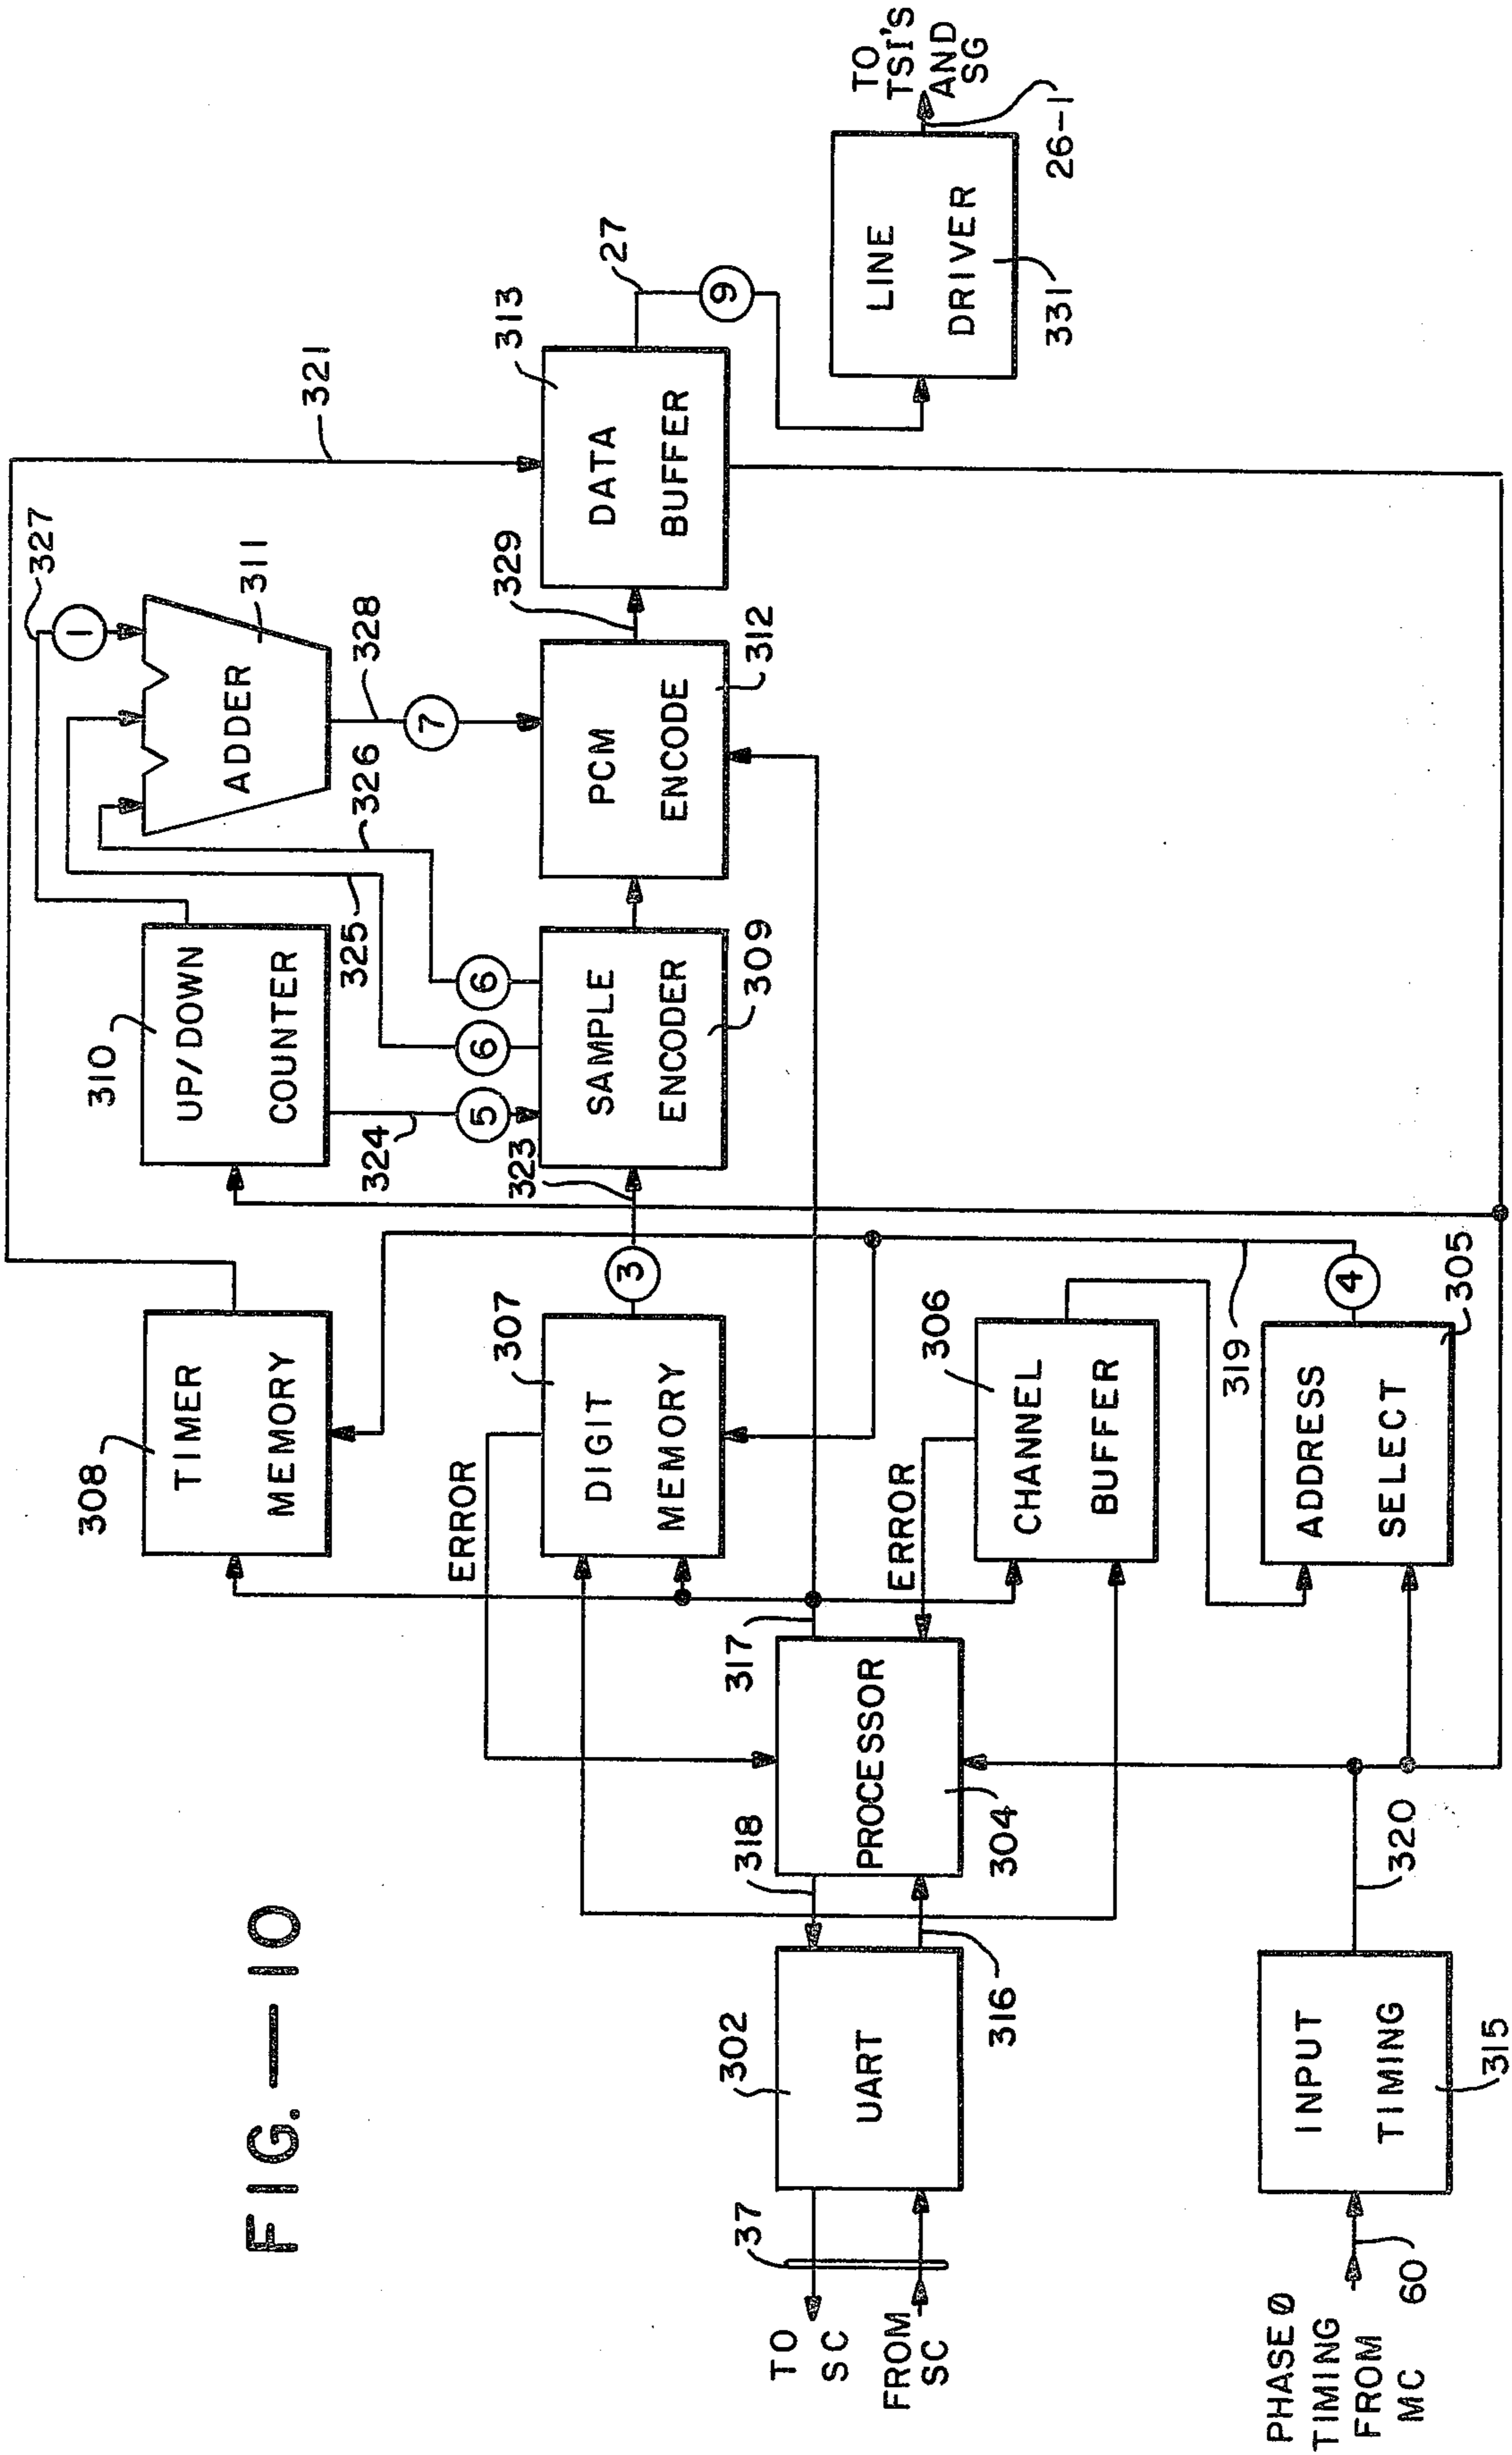 FIG.—10
TO
SC
FROM
SC
37
302
UART
318
316
PROCESSOR
304
317
ERROR
ERROR
PHASE Ø
TIMING
FROM
MC
60
INPUT
TIMING
315
320
308
TIMER
MEMORY
307
DIGIT
MEMORY
306
CHANNEL
BUFFER
ADDRESS
SELECT
305
319
4
3
323
310
UP/DOWN
COUNTER
324
5
6
6
325
326
SAMPLE
ENCODER
309
327
1
ADDER
311
328
7
PCM
ENCODE
312
329
321
313
DATA
BUFFER
27
9
LINE
DRIVER
331
26-1
TO
TSI'S
AND
SG